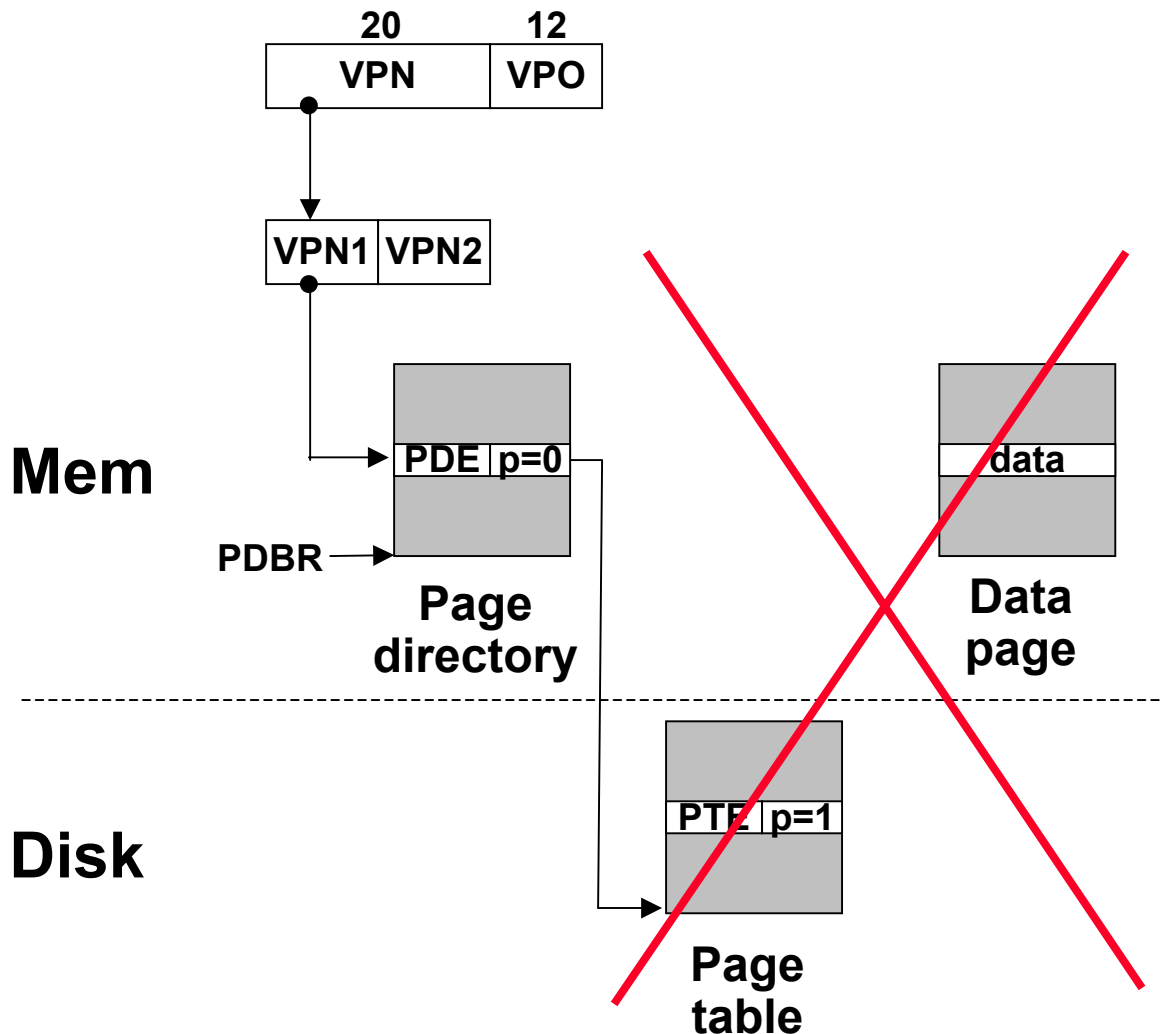 20 12
VPN VPO
VPN1 VPN2
Mem
PDE p=0
data
PDBR
Page
directory
Data
page
Disk
PTE p=1
Page
table